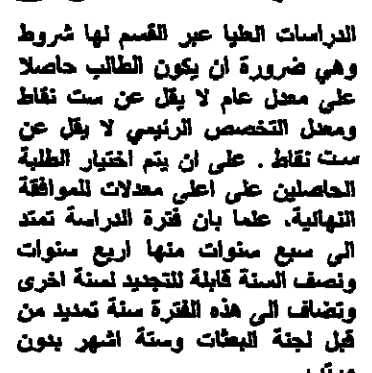 الدراسات العليا عبر القسم لها شروط
وهي ضرورة ان يكون الطالب حاصلا
على معدل عام لا يقل عن ست نقاط
ومعدل التخصص الرئيسي لا يقل عن
ست نقاط . على ان يتم اختيار الطلبة
الحاصلين على اعلى معدلات للموافقة
النهائية، علما بان فترة الدراسة تمتد
الى سبع سنوات منها اربع سنوات
ونصف السنة قابلة للتجديد لسنة اخرى
وتضاف الى هذه الفترة سنة تمديد من
قبل لجنة البعثات وستة اشهر بدون